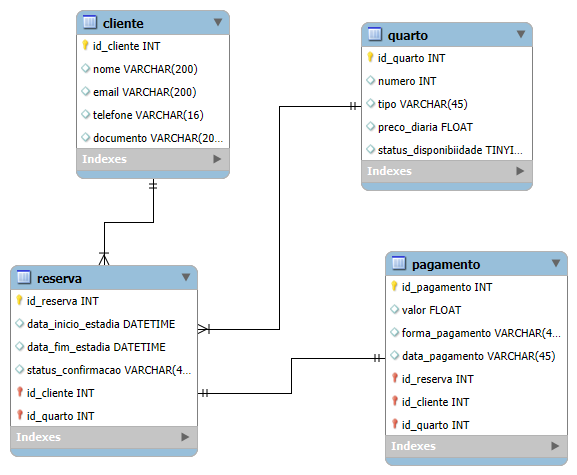 cliente
id_cliente INT
nome VARCHAR(200)
email VARCHAR(200)
telefone VARCHAR(16)
documento VARCHAR(20...
Indexes
quarto
id_quarto INT
numero INT
tipo VARCHAR(45)
preco_diaria FLOAT
status_disponibiidade TINYI...
Indexes
reserva
id_reserva INT
data_inicio_estadia DATETIME
data_fim_estadia DATETIME
status_confirmacao VARCHAR(4...
id_cliente INT
id_quarto INT
Indexes
pagamento
id_pagamento INT
valor FLOAT
forma_pagamento VARCHAR(4...
data_pagamento VARCHAR(45)
id_reserva INT
id_cliente INT
id_quarto INT
Indexes